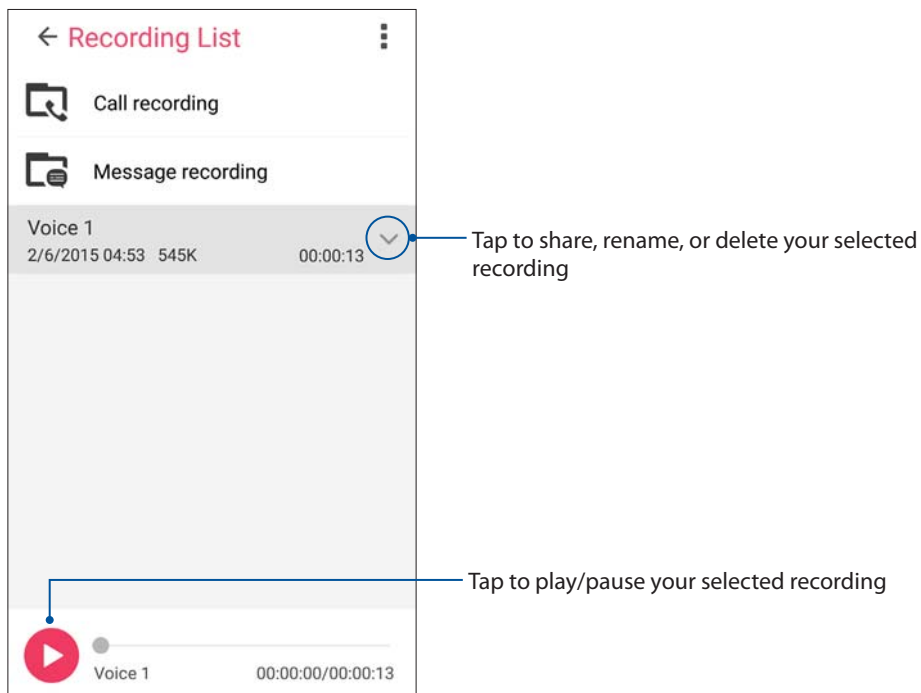 Recording List
Call recording
Message recording
Voice 1
2/6/2015 04:53 545K 00:00:13
Tap to share, rename, or delete your selected
recording
Tap to play/pause your selected recording
Voice 1 00:00:00/00:00:13